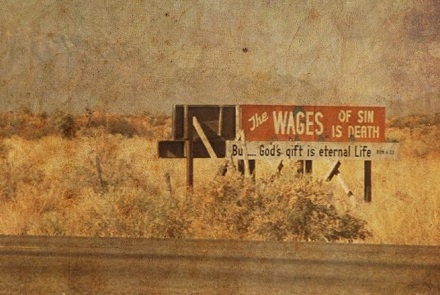 The WAGES OF SIN
IS DEATH
Bu... God's gift is eternal Life